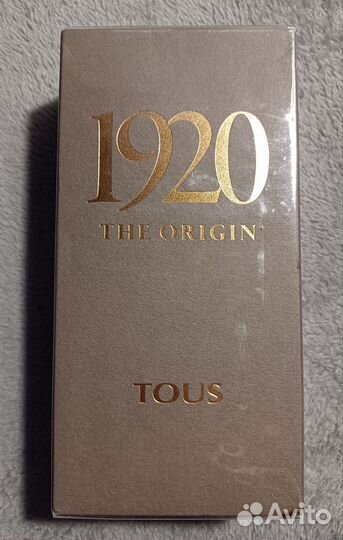 1920
THE ORIGIN
TOUS
Avito